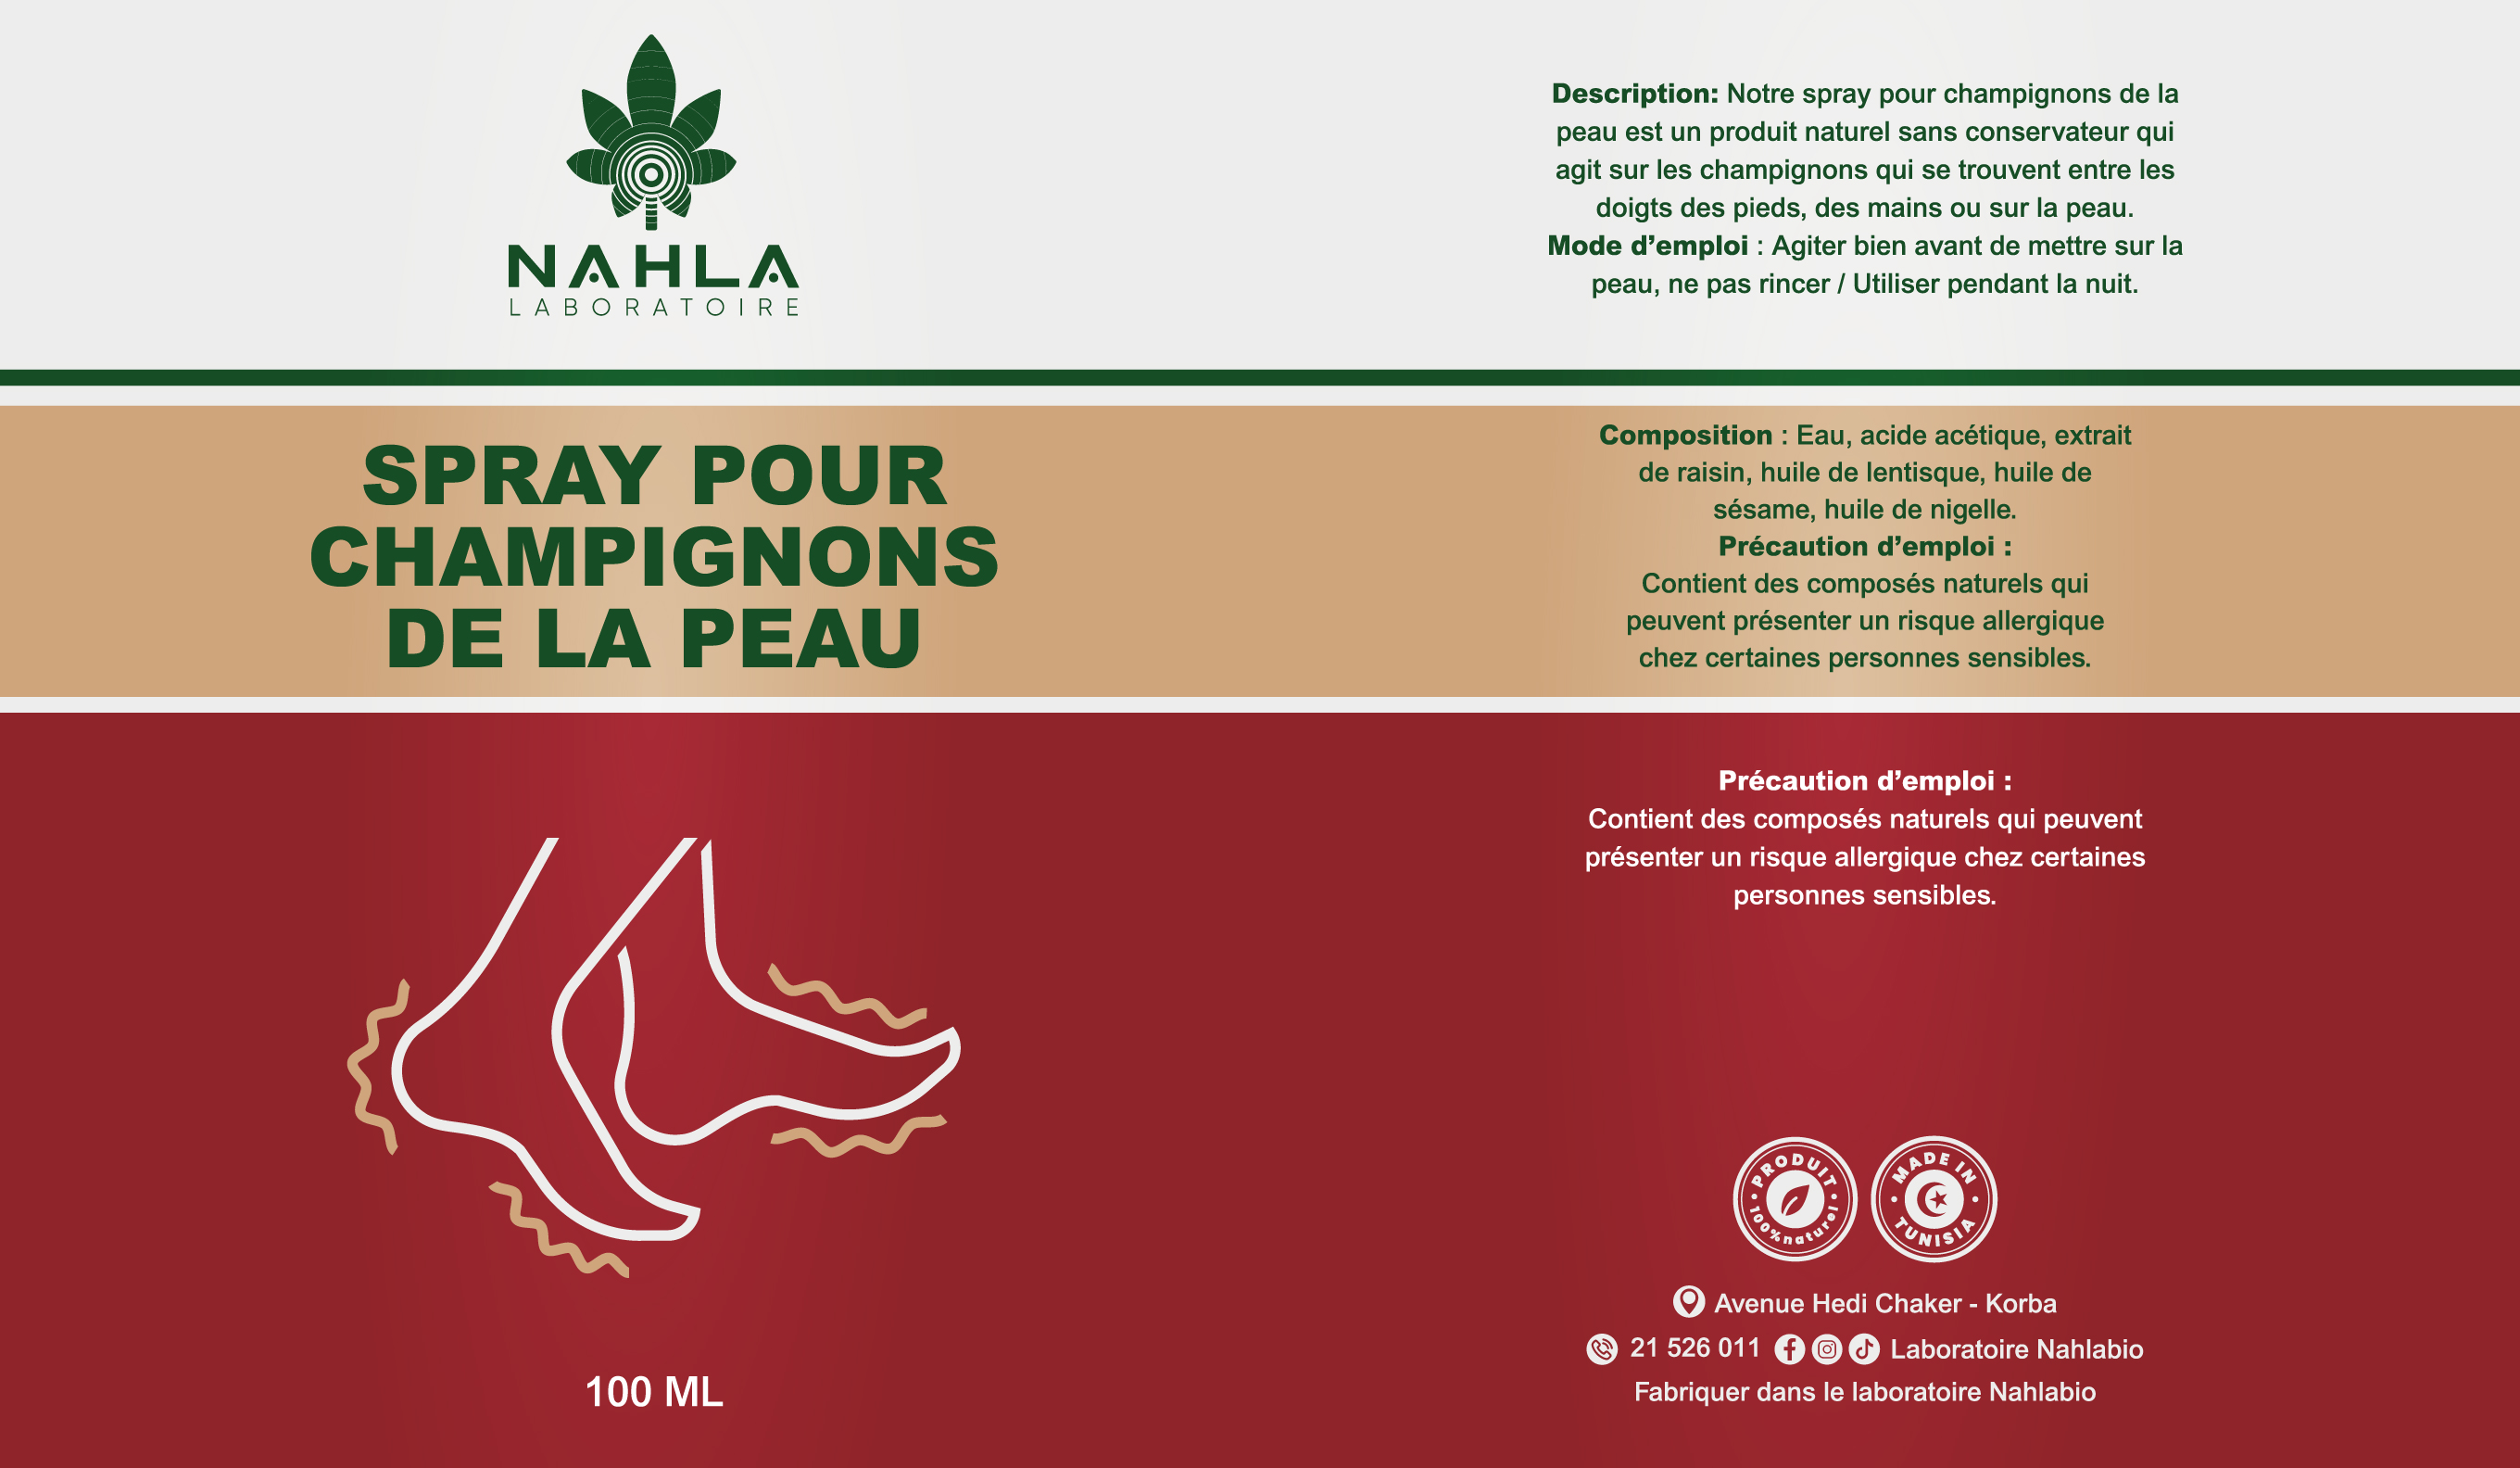 NAHLA
LABORATOIRE
SPRAY POUR
CHAMPIGNONS
DE LA PEAU
100 ML
Description: Notre spray pour champignons de la
peau est un produit naturel sans conservateur qui
agit sur les champignons qui se trouvent entre les
doigts des pieds, des mains ou sur la peau.
Mode d’emploi : Agiter bien avant de mettre sur la
peau, ne pas rincer / Utiliser pendant la nuit.
Composition : Eau, acide acétique, extrait
de raisin, huile de lentisque, huile de
sésame, huile de nigelle.
Précaution d’emploi :
Contient des composés naturels qui
peuvent présenter un risque allergique
chez certaines personnes sensibles.
Précaution d’emploi :
Contient des composés naturels qui peuvent
présenter un risque allergique chez certaines
personnes sensibles.
PRODUIT
100%naturel
MADE IN
TUNISIA
Avenue Hedi Chaker - Korba
21 526 011 Laboratoire Nahlabio
Fabriquer dans le laboratoire Nahlabio